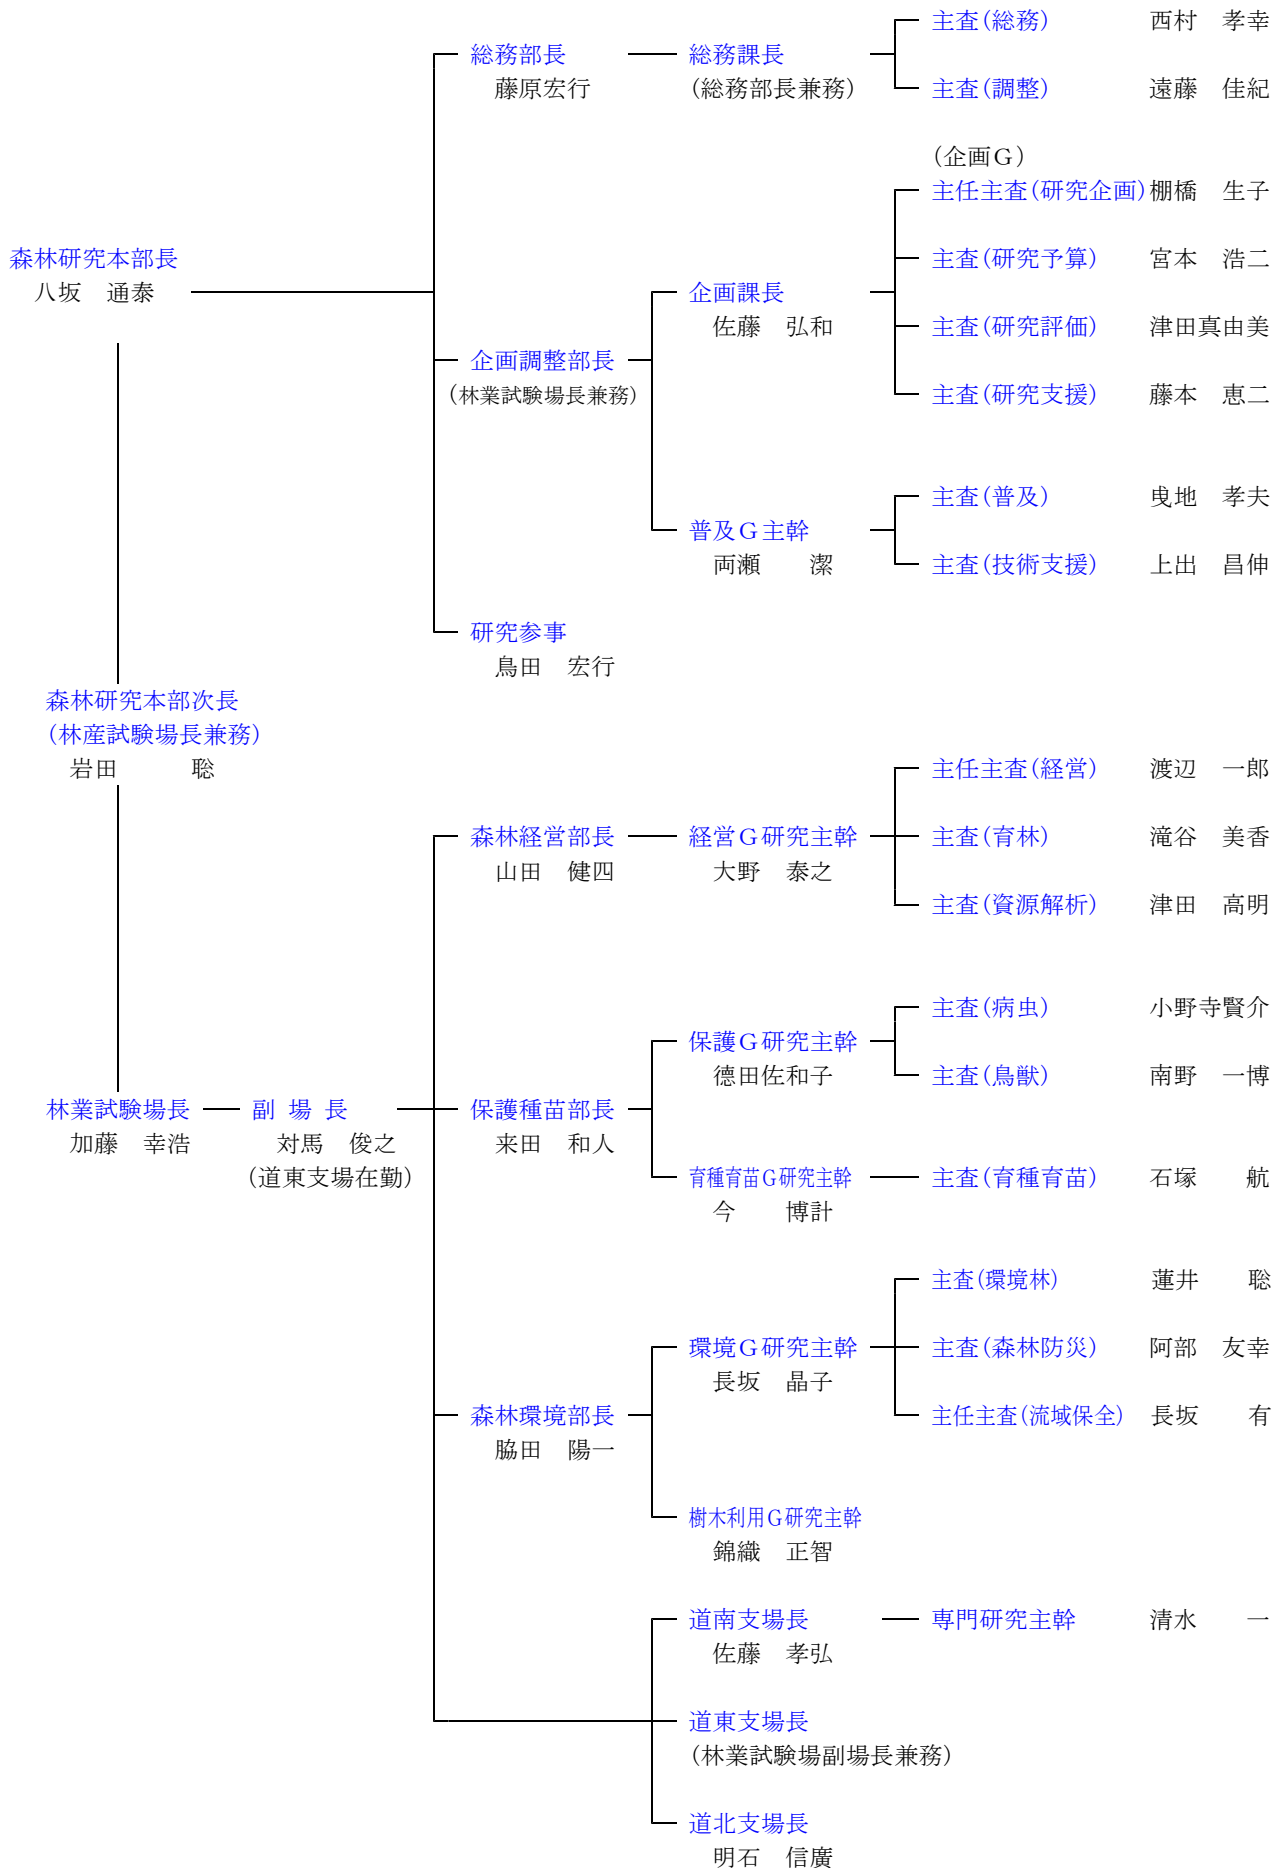 主査(総務)　西村　孝幸
総務部長　総務課長
藤原宏行　(総務部長兼務)　主査(調整)　遠藤　佳紀
(企画G)
主任主査(研究企画)　棚橋　生子
森林研究本部長　主査(研究予算)　宮本　浩二
八坂　通泰　企画課長
佐藤　弘和　主査(研究評価)　津田真由美
企画調整部長
(林業試験場長兼務)　主査(研究支援)　藤本　恵二
主査(普及)　曵地　孝夫
普及G主幹
両瀬　潔　主査(技術支援)　上出　昌伸
研究参事
鳥田　宏行
森林研究本部次長
(林産試験場長兼務)
岩田　聡　主任主査(経営)　渡辺　一郎
森林経営部長　経営G研究主幹　主査(育林)　滝谷　美香
山田　健四　大野　泰之
主査(資源解析)　津田　高明
主査(病虫)　小野寺賢介
保護G研究主幹
德田佐和子　主査(鳥獣)　南野　一博
林業試験場長　副場長　保護種苗部長
加藤　幸浩　対馬　俊之　来田　和人
(道東支場在勤)　育種育苗G研究主幹　主査(育種育苗)　石塚　航
今　博計
主査(環境林)　蓮井　聡
環境G研究主幹　主査(森林防災)　阿部　友幸
長坂　晶子
森林環境部長　主任主査(流域保全)　長坂　有
脇田　陽一
樹木利用G研究主幹
錦織　正智
道南支場長　専門研究主幹　清水　一
佐藤　孝弘
道東支場長
(林業試験場副場長兼務)
道北支場長
明石　信廣